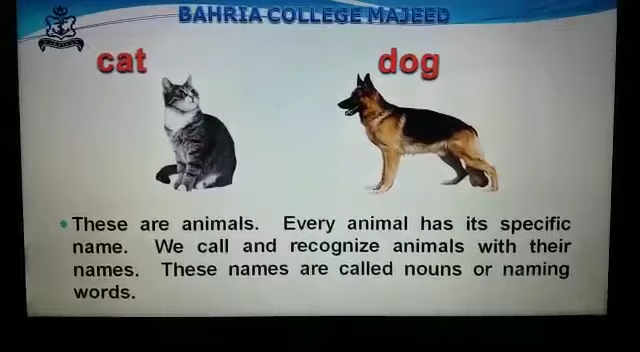 BAHRIA COLLEGE MAJEED
cat
dog
• These are animals. Every animal has its specific
name. We call and recognize animals with their
names. These names are called nouns or naming
words.